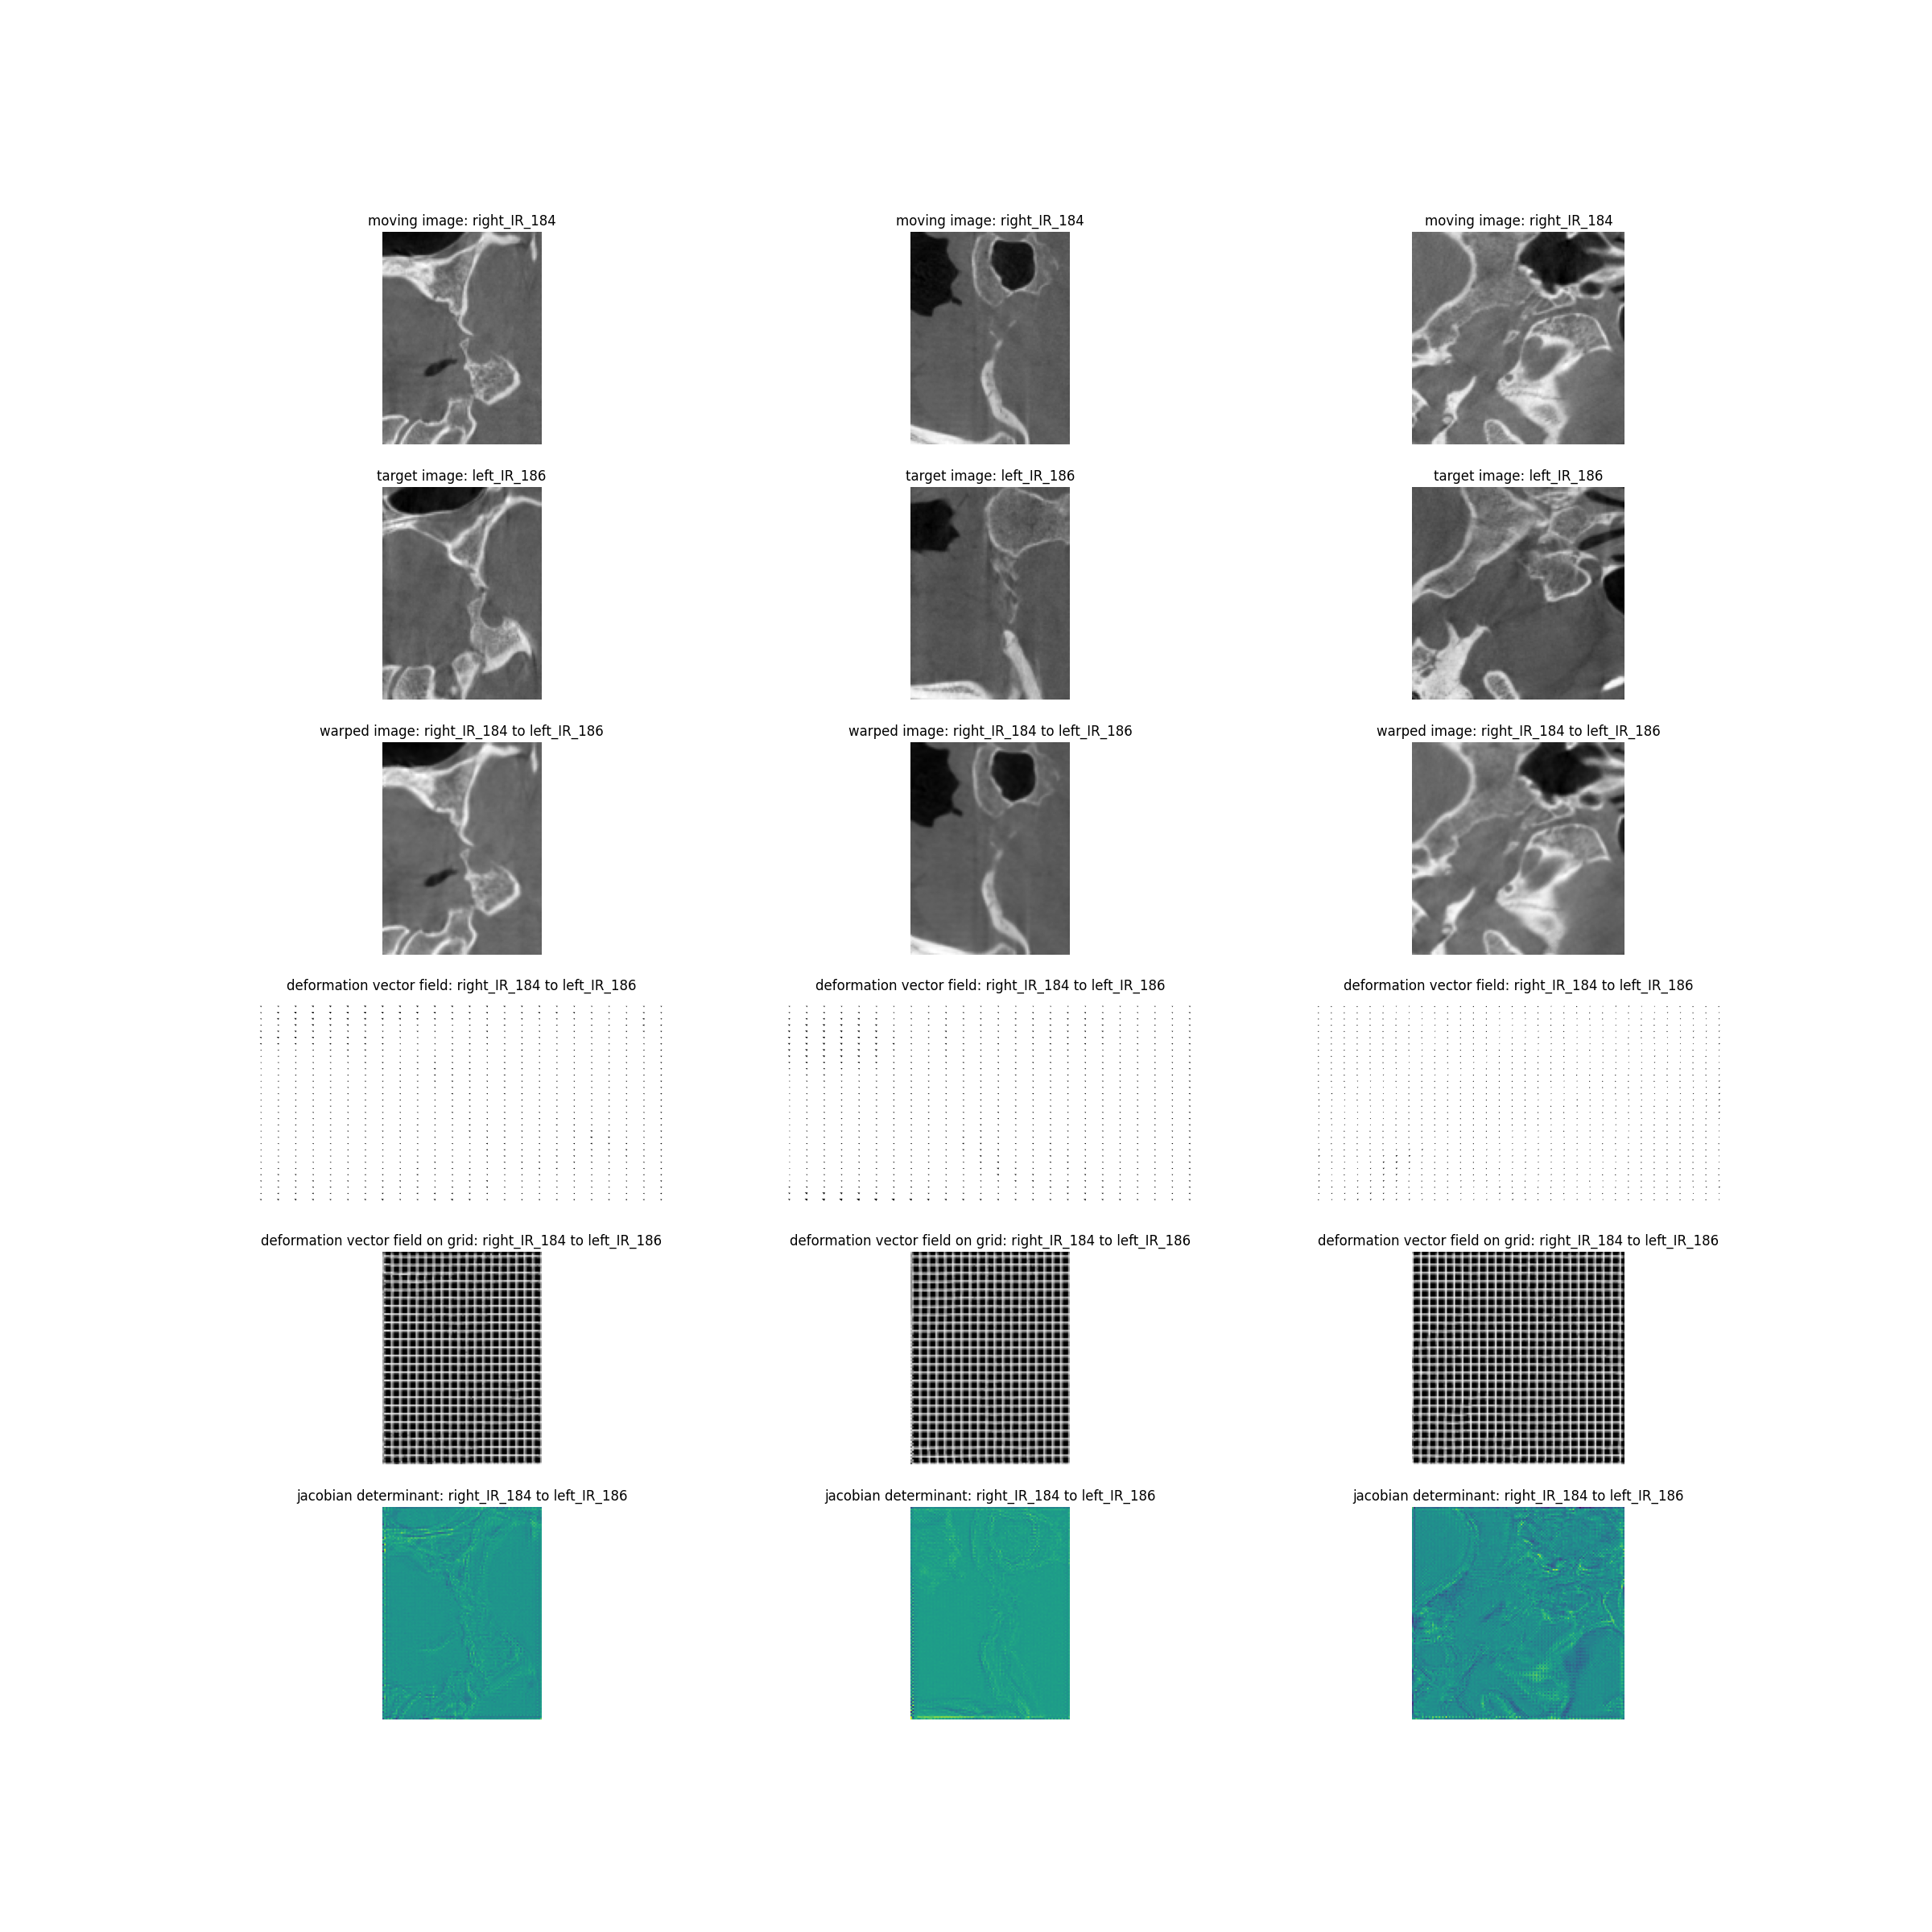 moving image: right_IR_184
moving image: right_IR_184
moving image: right_IR_184
target image: left_IR_186
target image: left_IR_186
target image: left_IR_186
warped image: right_IR_184 to left_IR_186
warped image: right_IR_184 to left_IR_186
warped image: right_IR_184 to left_IR_186
deformation vector field: right_IR_184 to left_IR_186
deformation vector field: right_IR_184 to left_IR_186
deformation vector field: right_IR_184 to left_IR_186
deformation vector field on grid: right_IR_184 to left_IR_186
deformation vector field on grid: right_IR_184 to left_IR_186
deformation vector field on grid: right_IR_184 to left_IR_186
jacobian determinant: right_IR_184 to left_IR_186
jacobian determinant: right_IR_184 to left_IR_186
jacobian determinant: right_IR_184 to left_IR_186